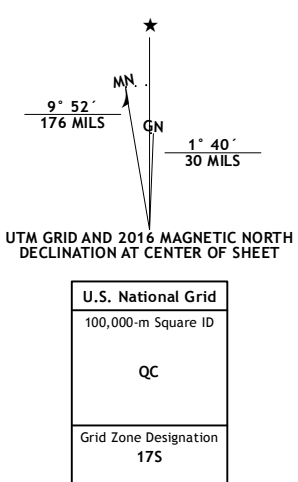 ★
MN
9° 52´
176 MILS
GN
1° 40´
30 MILS
UTM GRID AND 2016 MAGNETIC NORTH
DECLINATION AT CENTER OF SHEET
U.S. National Grid
100,000-m Square ID
QC
Grid Zone Designation
17S